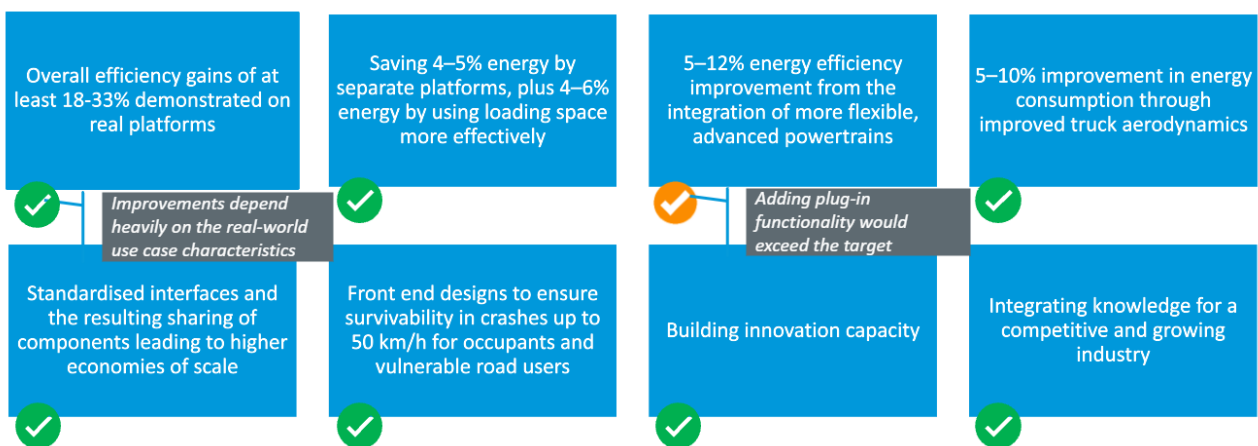 Overall efficiency gains of at
least 18-33% demonstrated on
real platforms
Saving 4–5% energy by
separate platforms, plus 4–6%
energy by using loading space
more effectively
5–12% energy efficiency
improvement from the
integration of more flexible,
advanced powertrains
5–10% improvement in energy
consumption through
improved truck aerodynamics
Improvements depend
heavily on the real-world
use case characteristics
Adding plug-in
functionality would
exceed the target
Standardised interfaces and
the resulting sharing of
components leading to higher
economies of scale
Front end designs to ensure
survivability in crashes up to
50 km/h for occupants and
vulnerable road users
Building innovation capacity
Integrating knowledge for a
competitive and growing
industry